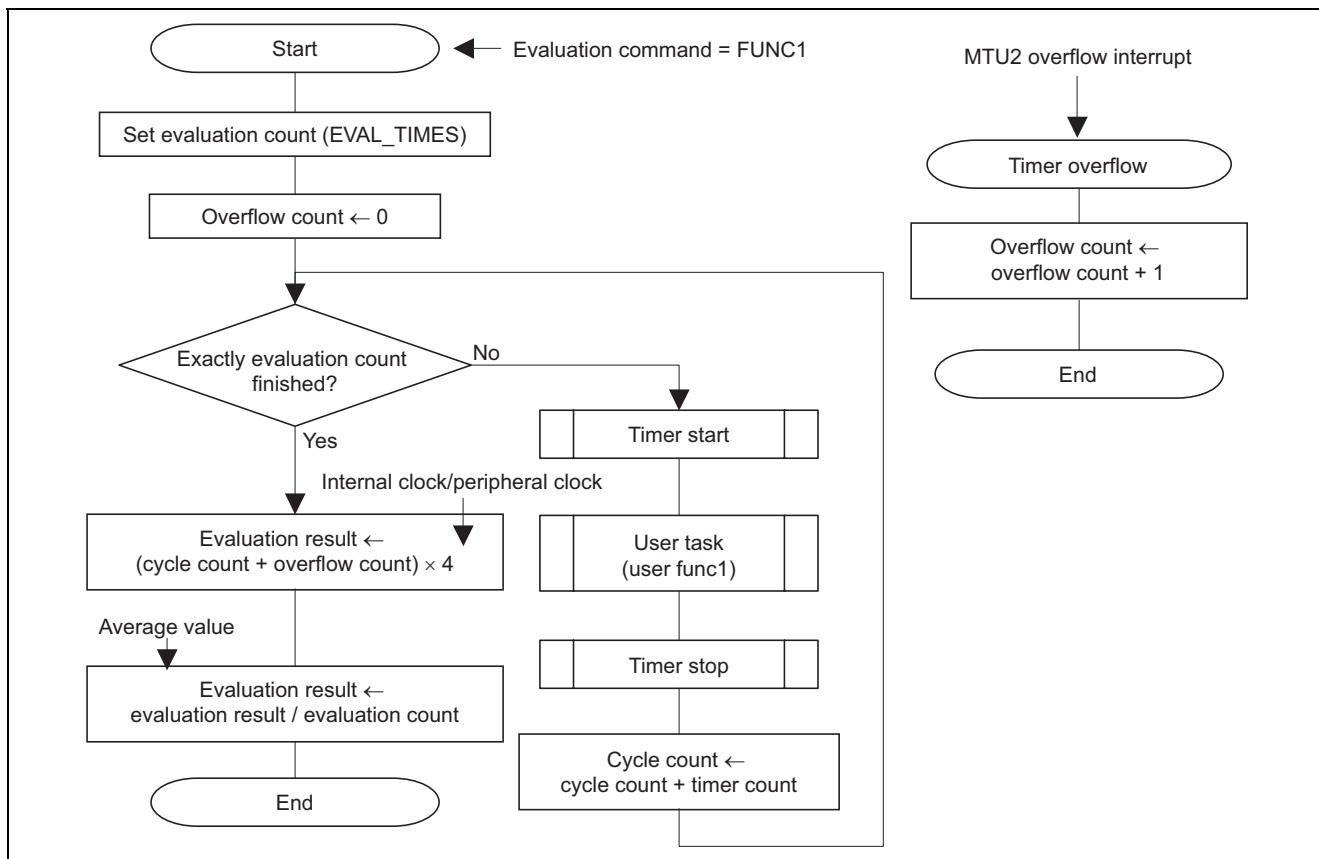 Start
Evaluation command = FUNC1
Set evaluation count (EVAL_TIMES)
Overflow count ← 0
Exactly evaluation count
finished?
No
Yes
Timer start
User task
(user func1)
Timer stop
Cycle count ←
cycle count + timer count
Internal clock/peripheral clock
Evaluation result ←
(cycle count + overflow count) × 4
Average value
Evaluation result ←
evaluation result / evaluation count
End
MTU2 overflow interrupt
Timer overflow
Overflow count ←
overflow count + 1
End